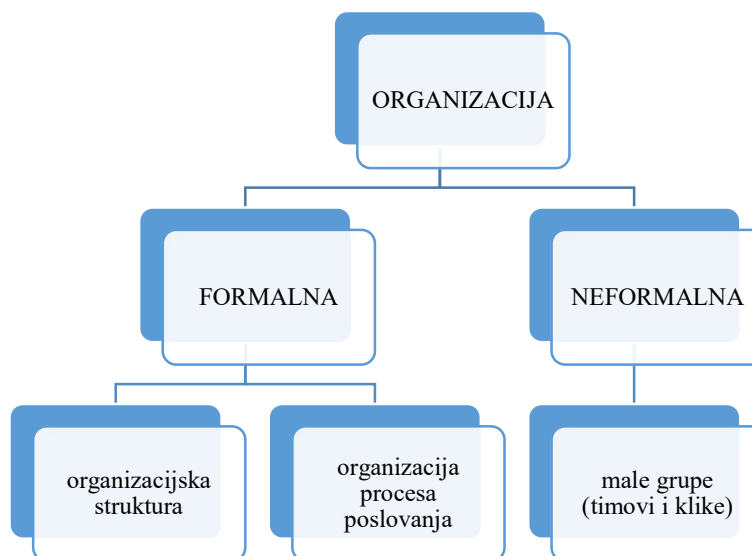 ORGANIZACIJA
FORMALNA
NEFORMALNA
organizacijska
struktura
organizacija
procesa
poslovanja
male grupe
(timovi i klike)